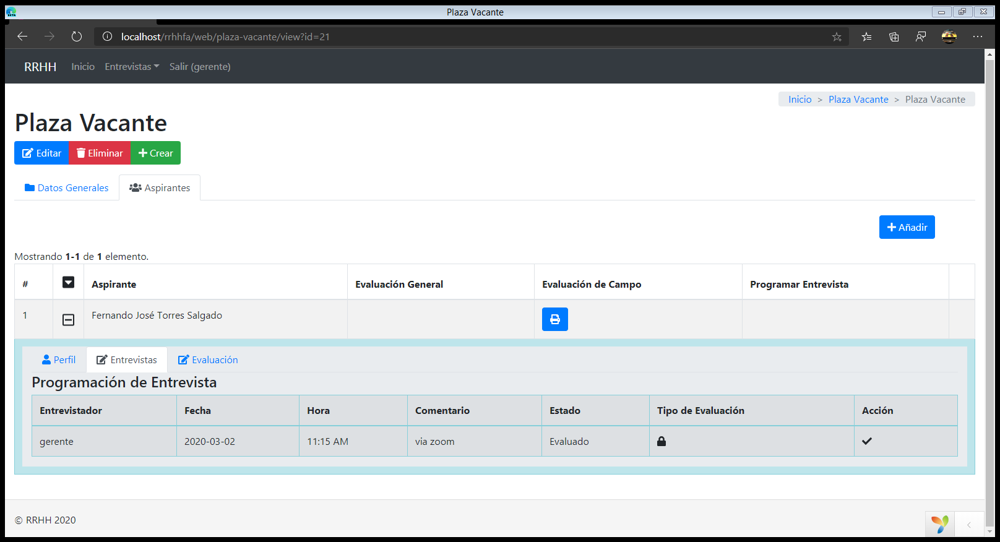 Plaza Vacante
localhost/rrhhfa/web/plaza-vacante/view?id=21
RRHH Inicio Entrevistas Salir (gerente)
Inicio > Plaza Vacante > Plaza Vacante
Plaza Vacante
Editar Eliminar Crear
Datos Generales Aspirantes
Añadir
Mostrando 1-1 de 1 elemento.
# Aspirante Evaluación General Evaluación de Campo Programar Entrevista
1 Fernando José Torres Salgado
Perfil Entrevistas Evaluación
Programación de Entrevista
Entrevistador Fecha Hora Comentario Estado Tipo de Evaluación Acción
gerente 2020-03-02 11:15 AM via zoom Evaluado
© RRHH 2020